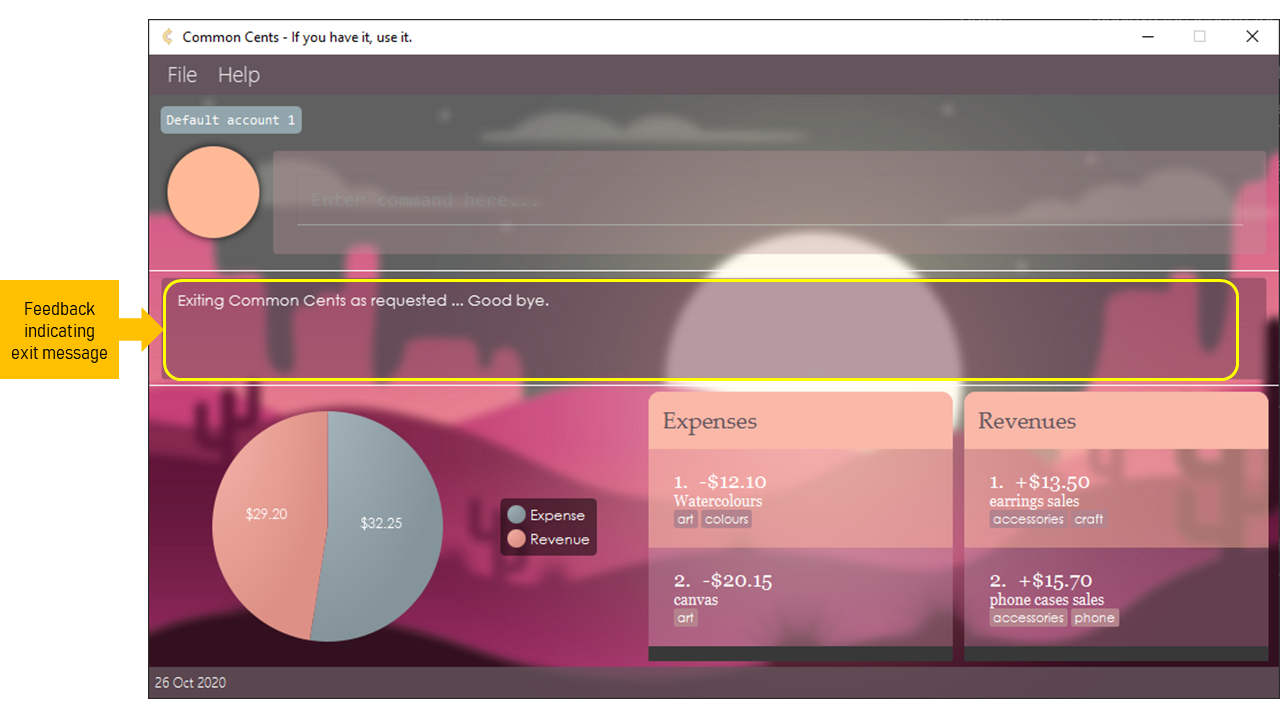 Common Cents - If you have it, use it.
File Help
Default account 1
Enter command here...
Feedback
indicating
exit message
Exiting Common Cents as requested ... Good bye.
$29.20
$32.25
Expense
Revenue
Expenses
1. -$12.10
Watercolours
art colours
2. -$20.15
canvas
art
Revenues
1. +$13.50
earrings sales
accessories craft
2. +$15.70
phone cases sales
accessories phone
26 Oct 2020